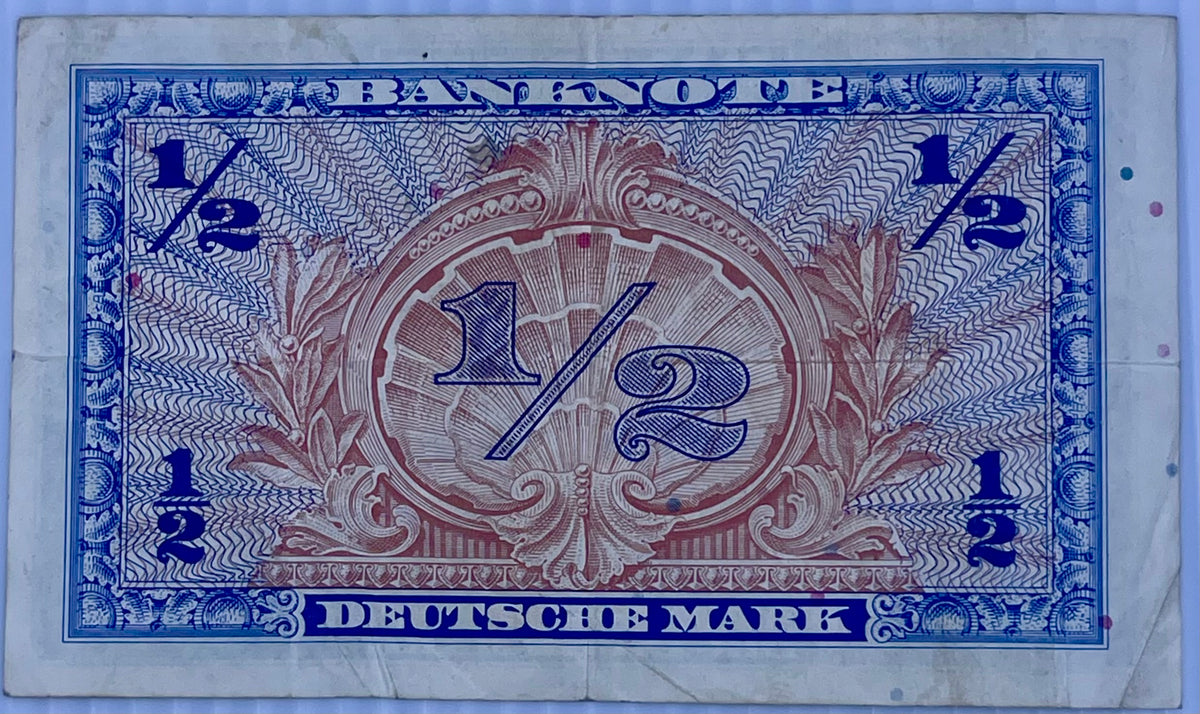 BANKNOTE
1/2 1/2
1/2
1/2 1/2
DEUTSCHE MARK